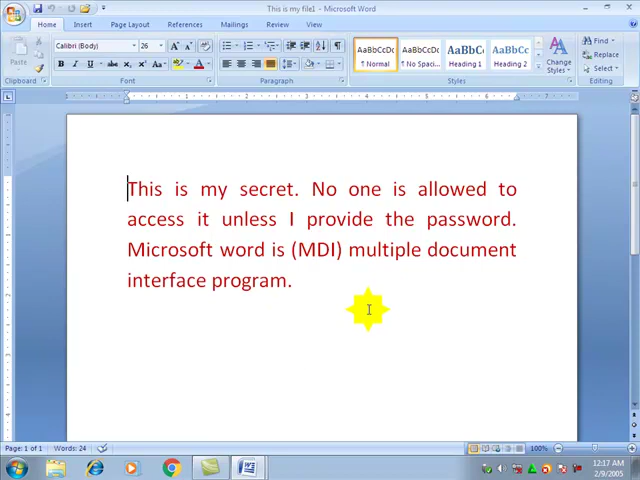 This is my file1 - Microsoft Word
Home Insert Page Layout References Mailings Review View
Calibri (Body) 26 Find
Replace
B I U abc Aa A Change Styles Select
AaBbCcDc AaBbCcDc AaBbCc AaBbCc
¶ Normal ¶ No Spaci... Heading 1 Heading 2
Clipboard Font Paragraph Styles Editing
This is my secret. No one is allowed to
access it unless I provide the password.
Microsoft word is (MDI) multiple document
interface program.
Page: 1 of 1 Words: 24 100%
12:17 AM
2/9/2005